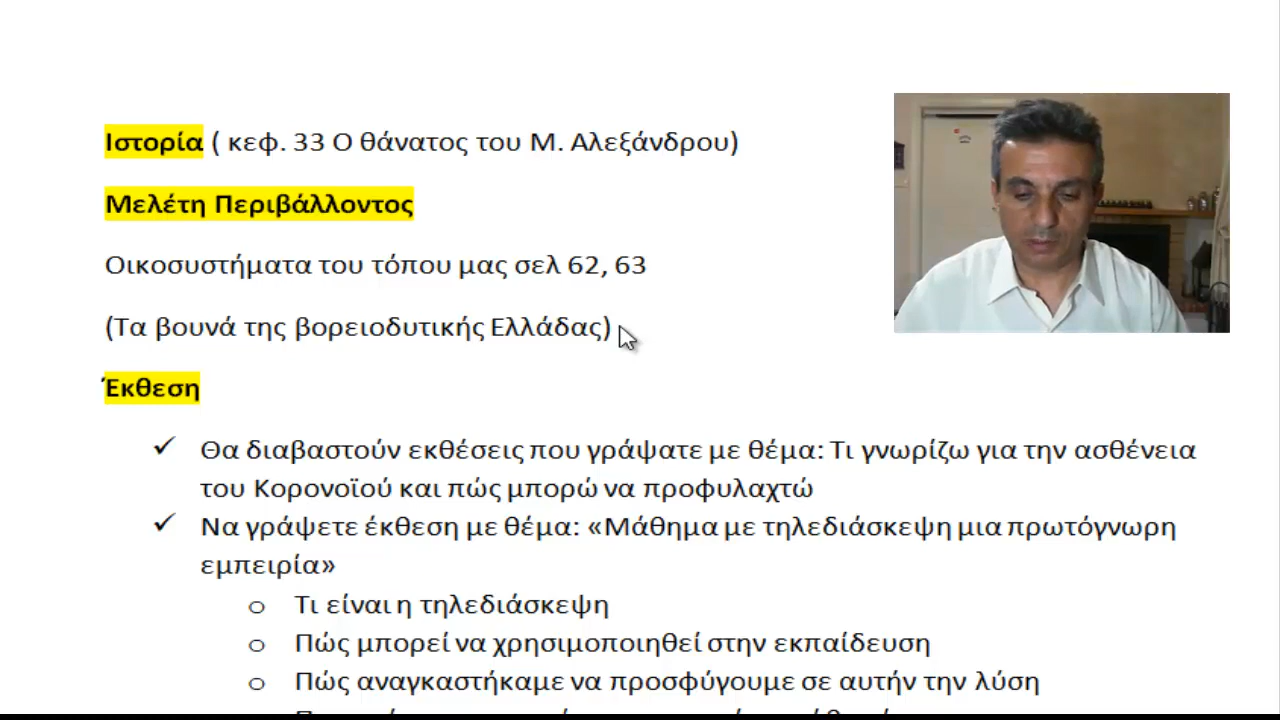 Ιστορία ( κεφ. 33 Ο θάνατος του Μ. Αλεξάνδρου)
Μελέτη Περιβάλλοντος
Οικοσυστήματα του τόπου μας σελ 62, 63
(Τα βουνά της βορειοδυτικής Ελλάδας)
Έκθεση
✓ Θα διαβαστούν εκθέσεις που γράψατε με θέμα: Τι γνωρίζω για την ασθένεια
του Κορονοϊού και πώς μπορώ να προφυλαχτώ
✓ Να γράψετε έκθεση με θέμα: «Μάθημα με τηλεδιάσκεψη μια πρωτόγνωρη
εμπειρία»
o Τι είναι η τηλεδιάσκεψη
o Πώς μπορεί να χρησιμοποιηθεί στην εκπαίδευση
o Πώς αναγκαστήκαμε να προσφύγουμε σε αυτήν την λύση